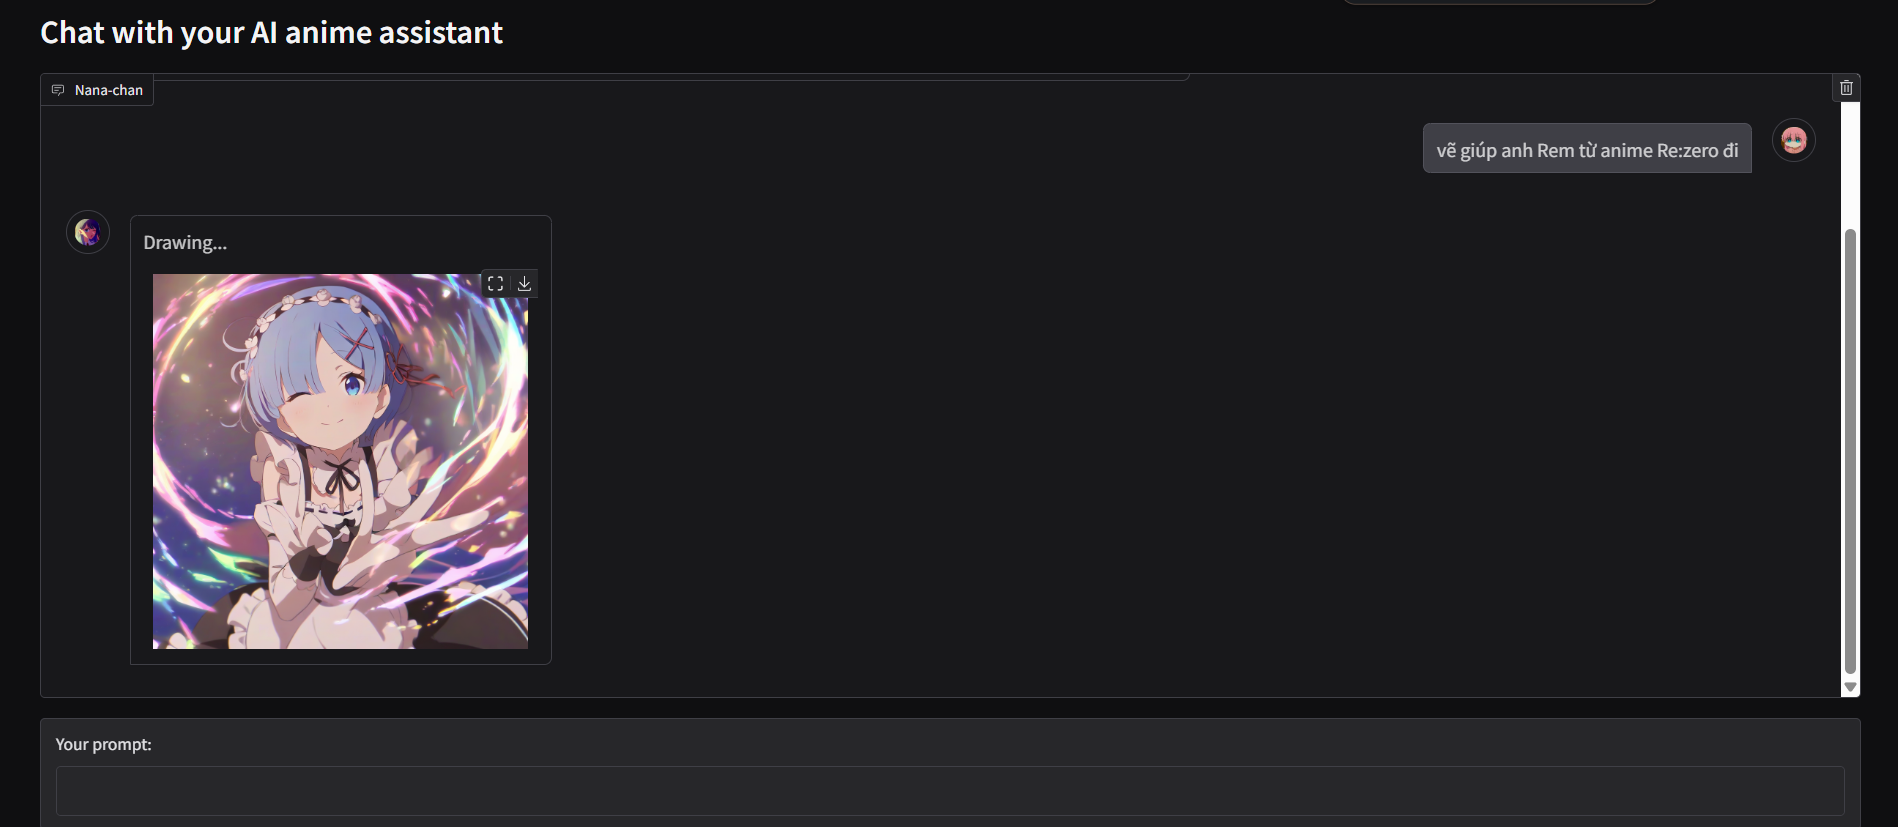 Chat with your AI anime assistant
Nana-chan
vẽ giúp anh Rem từ anime Re:zero đi
Drawing...
Your prompt: